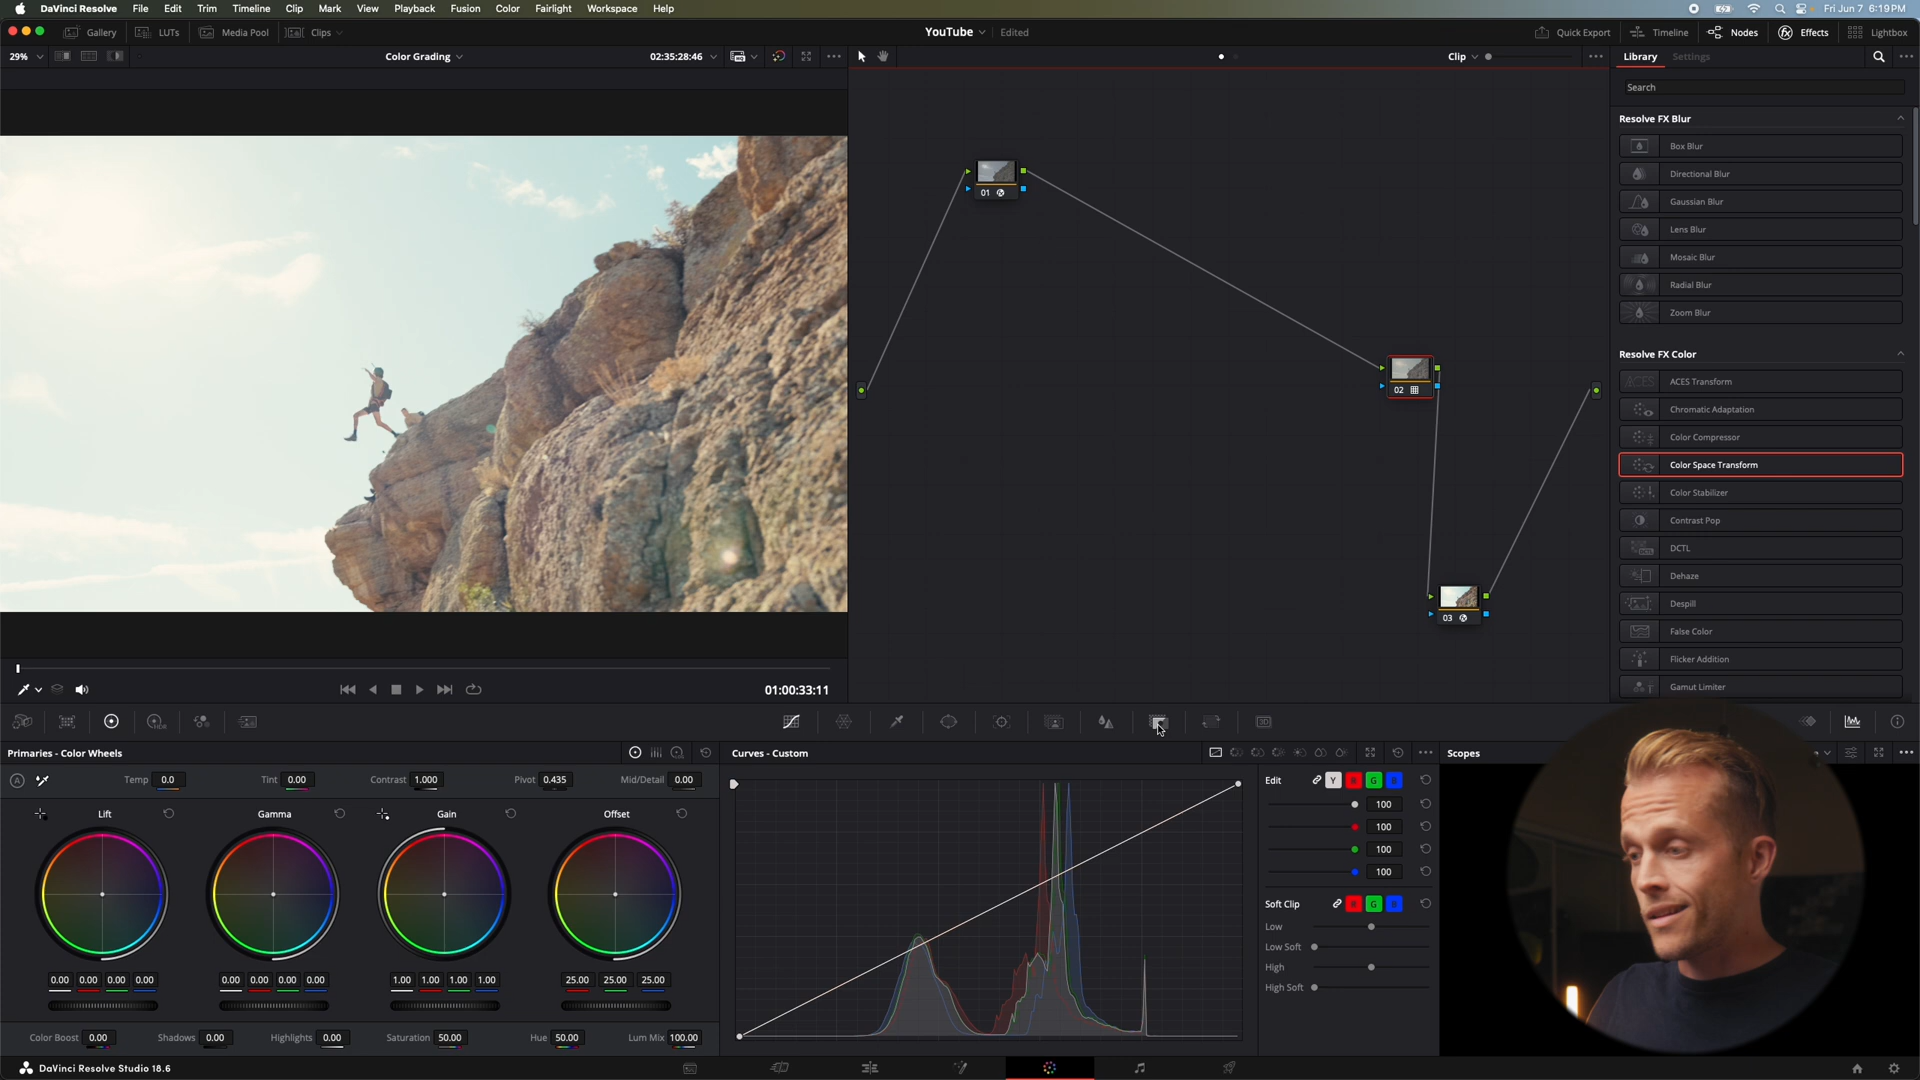 DaVinci Resolve File Edit Trim Timeline Clip Mark View Playback Fusion Color Fairlight Workspace Help
Fri Jun 7 6:19PM
Gallery LUTs Media Pool Clips
YouTube Edited
Quick Export Timeline Nodes Effects Lightbox
29%
Color Grading
02:35:28:46
Clip
Library Settings
Search
Resolve FX Blur
Box Blur
Directional Blur
Gaussian Blur
Lens Blur
Mosaic Blur
Radial Blur
Zoom Blur
Resolve FX Color
ACES Transform
Chromatic Adaptation
Color Compressor
Color Space Transform
Color Stabilizer
Contrast Pop
DCTL
Dehaze
Despill
False Color
Flicker Addition
Gamut Limiter
01
02
03
01:00:33:11
Primaries - Color Wheels
Temp 0.0 Tint 0.00 Contrast 1.000 Pivot 0.435 Mid/Detail 0.00
Lift Gamma Gain Offset
0.00 0.00 0.00 0.00
0.00 0.00 0.00 0.00
1.00 1.00 1.00 1.00
25.00 25.00 25.00
Color Boost 0.00 Shadows 0.00 Highlights 0.00 Saturation 50.00 Hue 50.00 Lum Mix 100.00
Curves - Custom
Edit Y R G B
100
100
100
100
Soft Clip R G B
Low
Low Soft
High
High Soft
Scopes
DaVinci Resolve Studio 18.6